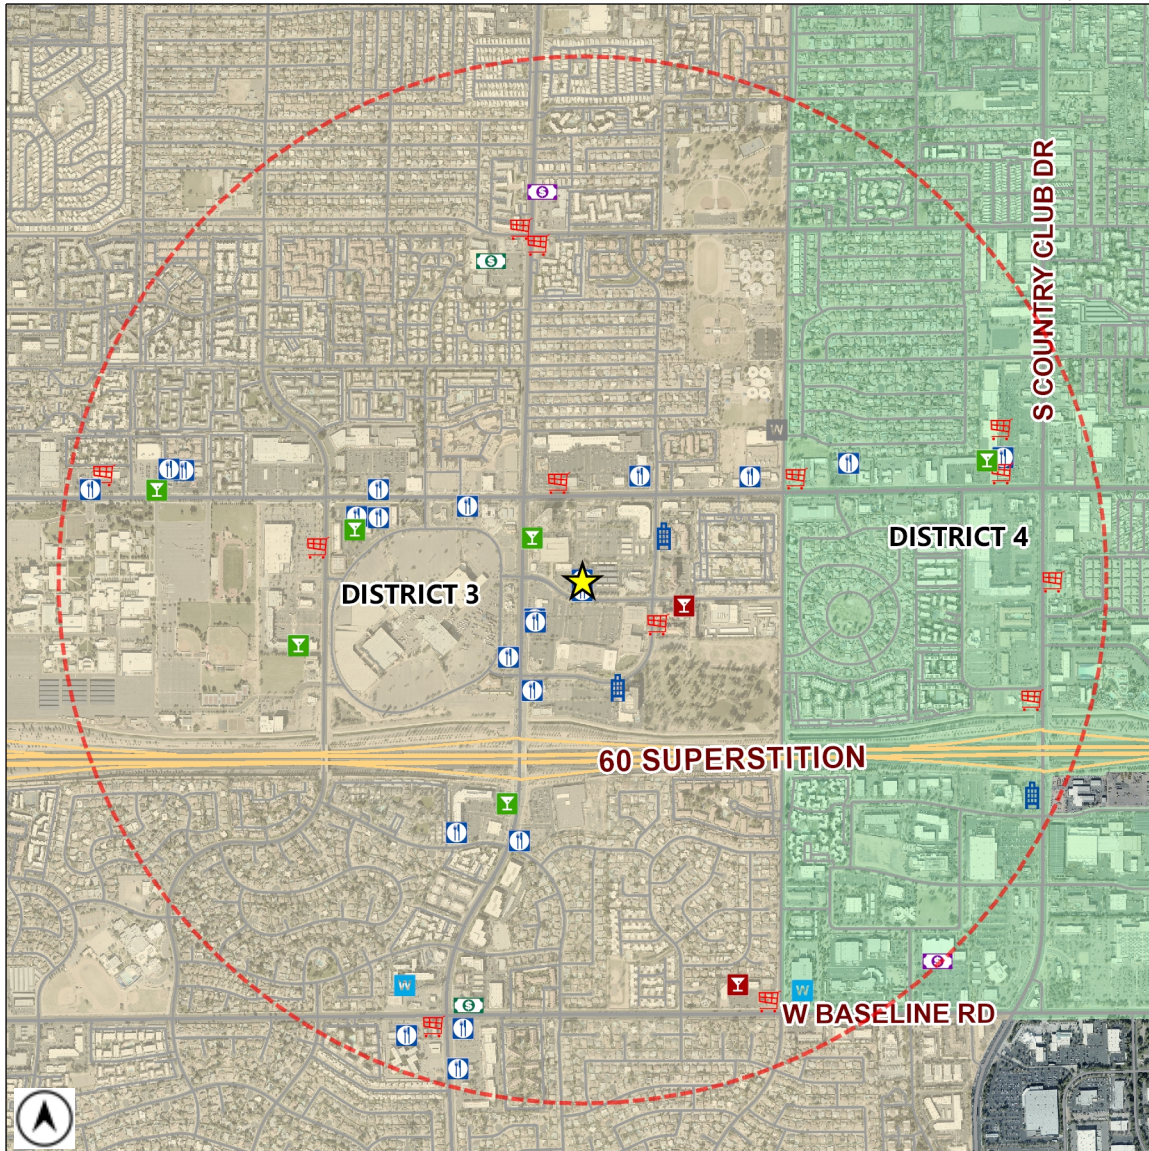 S COUNTRY CLUB DR
DISTRICT 4
DISTRICT 3
60 SUPERSTITION
W BASELINE RD
$
$
W
W
W
$
$